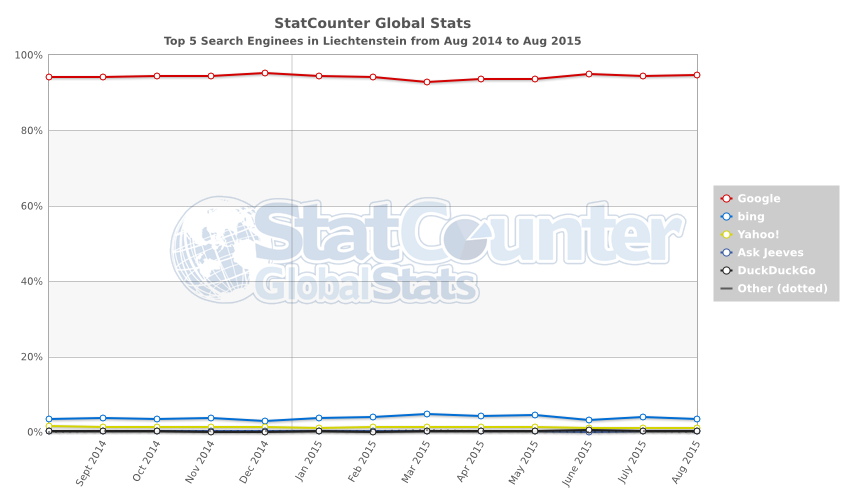 StatCounter Global Stats
Top 5 Search Enginees in Liechtenstein from Aug 2014 to Aug 2015
100%
80%
60%
40%
20%
0%
StatCounter
GlobalStats
Google
bing
Yahoo!
Ask Jeeves
DuckDuckGo
Other (dotted)
Sept 2014
Oct 2014
Nov 2014
Dec 2014
Jan 2015
Feb 2015
Mar 2015
Apr 2015
May 2015
June 2015
July 2015
Aug 2015